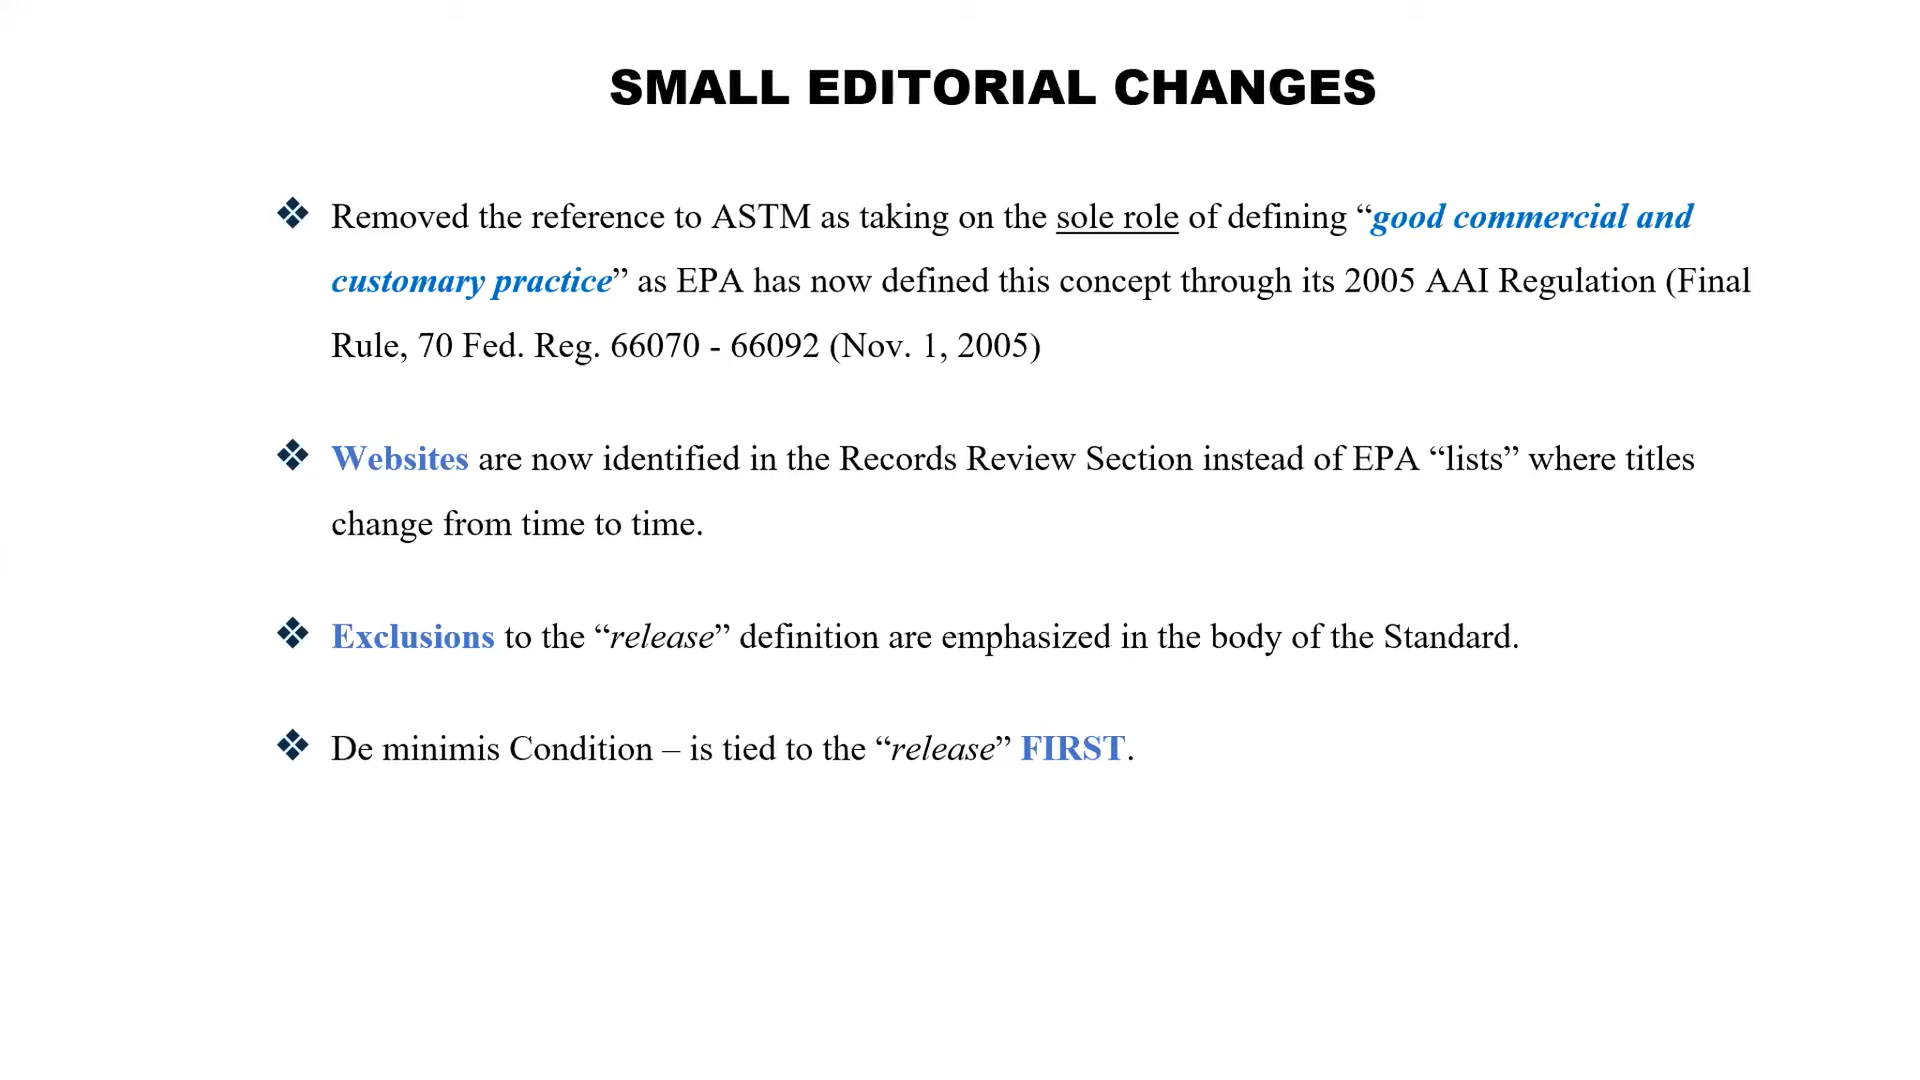 SMALL EDITORIAL CHANGES
❖ Removed the reference to ASTM as taking on the sole role of defining “good commercial and
customary practice” as EPA has now defined this concept through its 2005 AAI Regulation (Final
Rule, 70 Fed. Reg. 66070 - 66092 (Nov. 1, 2005)
❖ Websites are now identified in the Records Review Section instead of EPA “lists” where titles
change from time to time.
❖ Exclusions to the “release” definition are emphasized in the body of the Standard.
❖ De minimis Condition – is tied to the “release” FIRST.